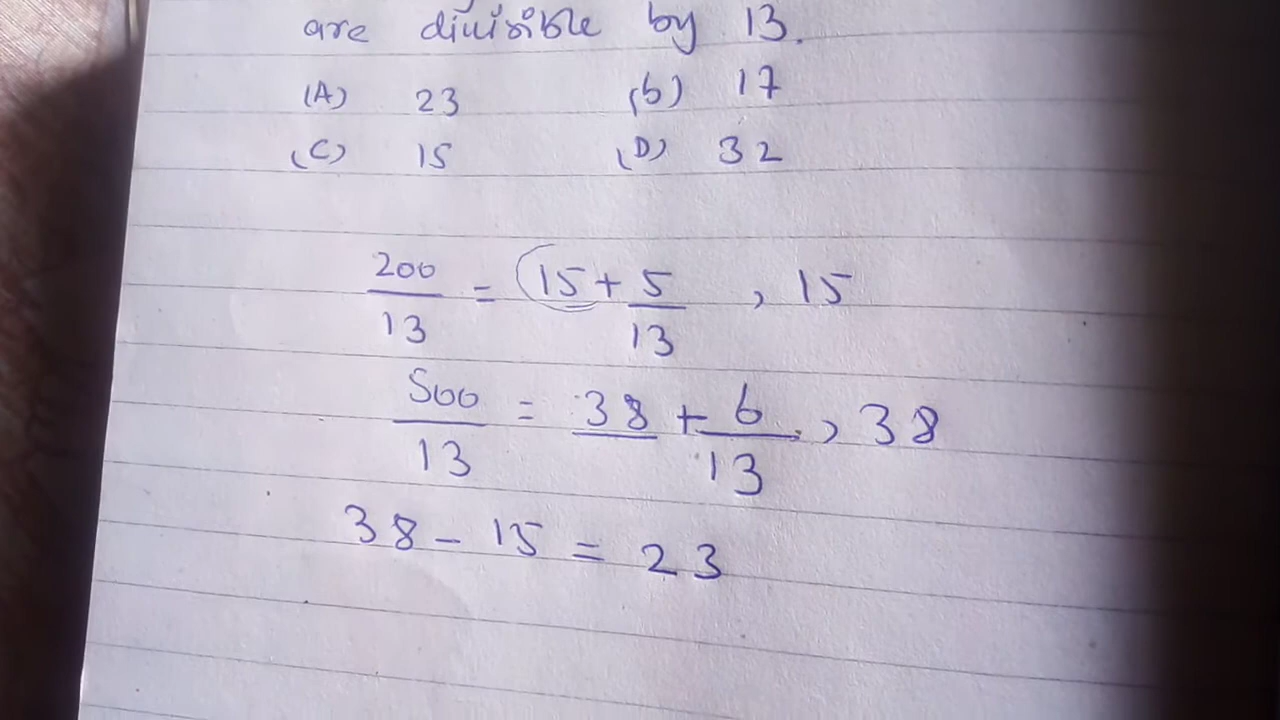 are divisible by 13.
(A) 23 (b) 17
(C) 15 (D) 32
200/13 = (15 + 5/13 , 15
500/13 = 38 + 6/13 , 38
38 - 15 = 23